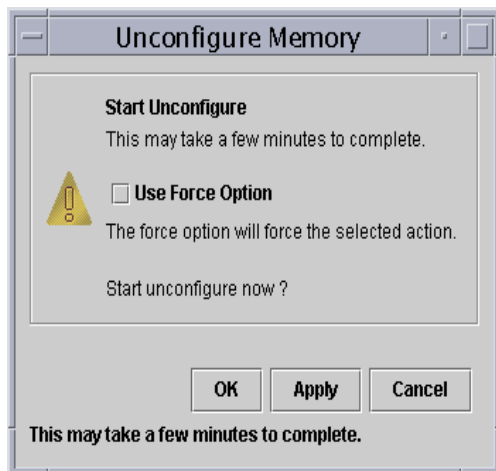 Unconfigure Memory
Start Unconfigure
This may take a few minutes to complete.
Use Force Option
The force option will force the selected action.
Start unconfigure now ?
OK Apply Cancel
This may take a few minutes to complete.